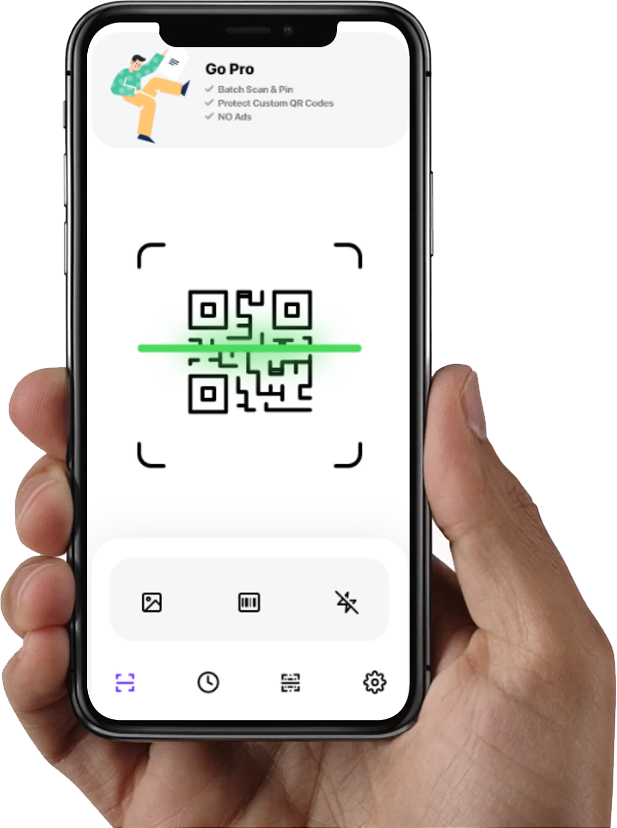 Go Pro
Batch Scan & Pin
Protect Custom QR Codes
NO Ads